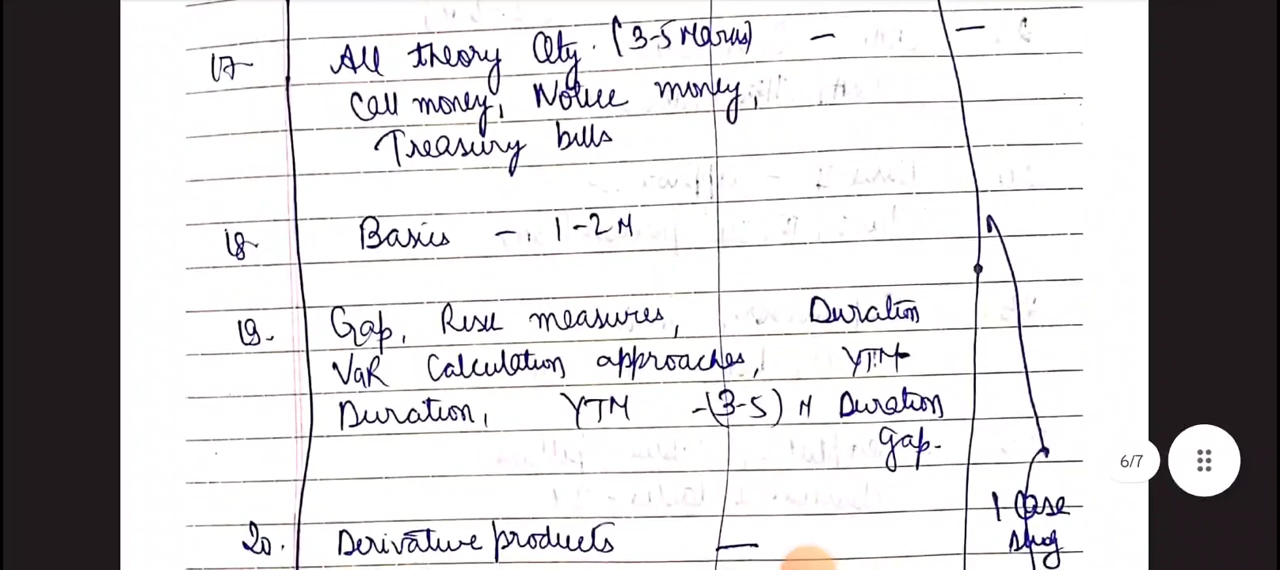 17 All theory Qty. (3-5 Marks) - -
Call money, Notice money,
Treasury bills
18 Basics - . 1-2 M
19. Gap, Risk measures, Duration
VaR Calculation approaches, YTM
Duration, YTM -(3-5) M Duration
gap-
6/7
1 Case
20. Derivative products -